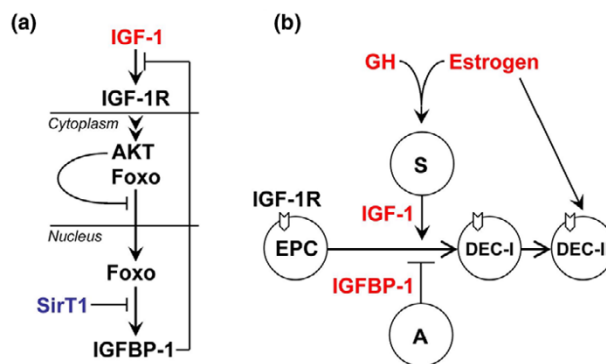 (a)
IGF-1
IGF-1R
Cytoplasm
AKT
Foxo
Nucleus
Foxo
SirT1
IGFBP-1
(b)
GH Estrogen
S
IGF-1R
IGF-1
EPC DEC-I DEC-II
IGFBP-1
A